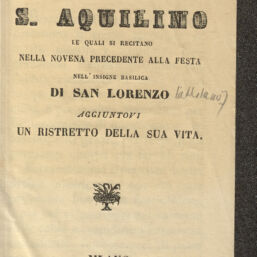 S. AQUILINO
LE QUALI SI RECITANO
NELLA NOVENA PRECEDENTE ALLA FESTA
NELL'INSIGNE BASILICA
DI SAN LORENZO
AGGIUNTOVI
UN RISTRETTO DELLA SUA VITA.